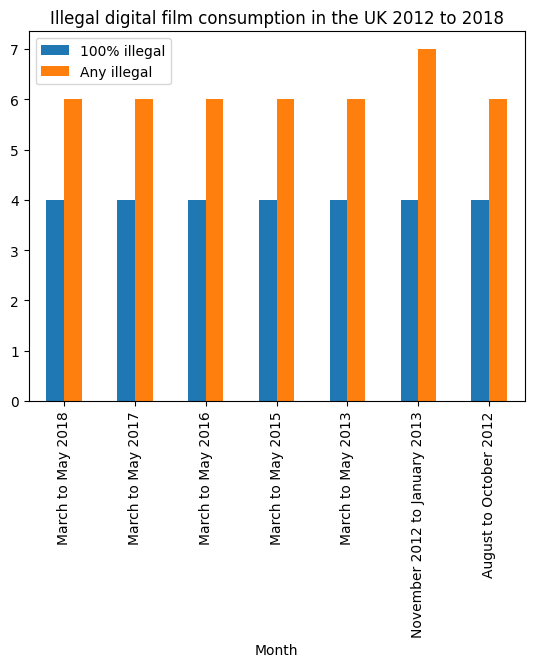 Illegal digital film consumption in the UK 2012 to 2018
100% illegal
Any illegal
7
6
5
4
3
2
1
0
March to May 2018
March to May 2017
March to May 2016
March to May 2015
March to May 2013
November 2012 to January 2013
August to October 2012
Month